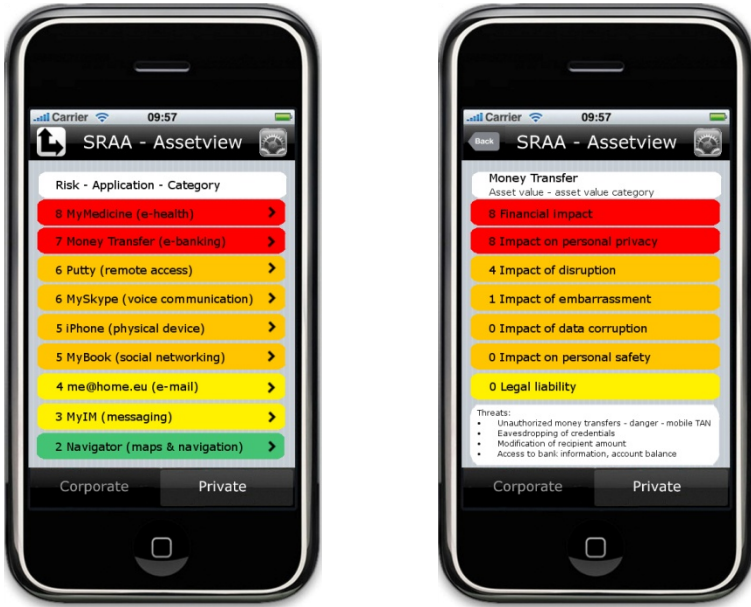 Carrier 09:57
SRAA - Assetview
Risk - Application - Category
8 MyMedicine (e-health)
7 Money Transfer (e-banking)
6 Putty (remote access)
6 MySkype (voice communication)
5 iPhone (physical device)
5 MyBook (social networking)
4 me@home.eu (e-mail)
3 MyIM (messaging)
2 Navigator (maps & navigation)
Corporate Private
Carrier 09:57
Back SRAA - Assetview
Money Transfer
Asset value - asset value category
8 Financial impact
8 Impact on personal privacy
4 Impact of disruption
1 Impact of embarrassment
0 Impact of data corruption
0 Impact on personal safety
0 Legal liability
Threats:
• Unauthorized money transfers - danger - mobile TAN
• Eavesdropping of credentials
• Modification of recipient amount
• Access to bank information, account balance
Corporate Private